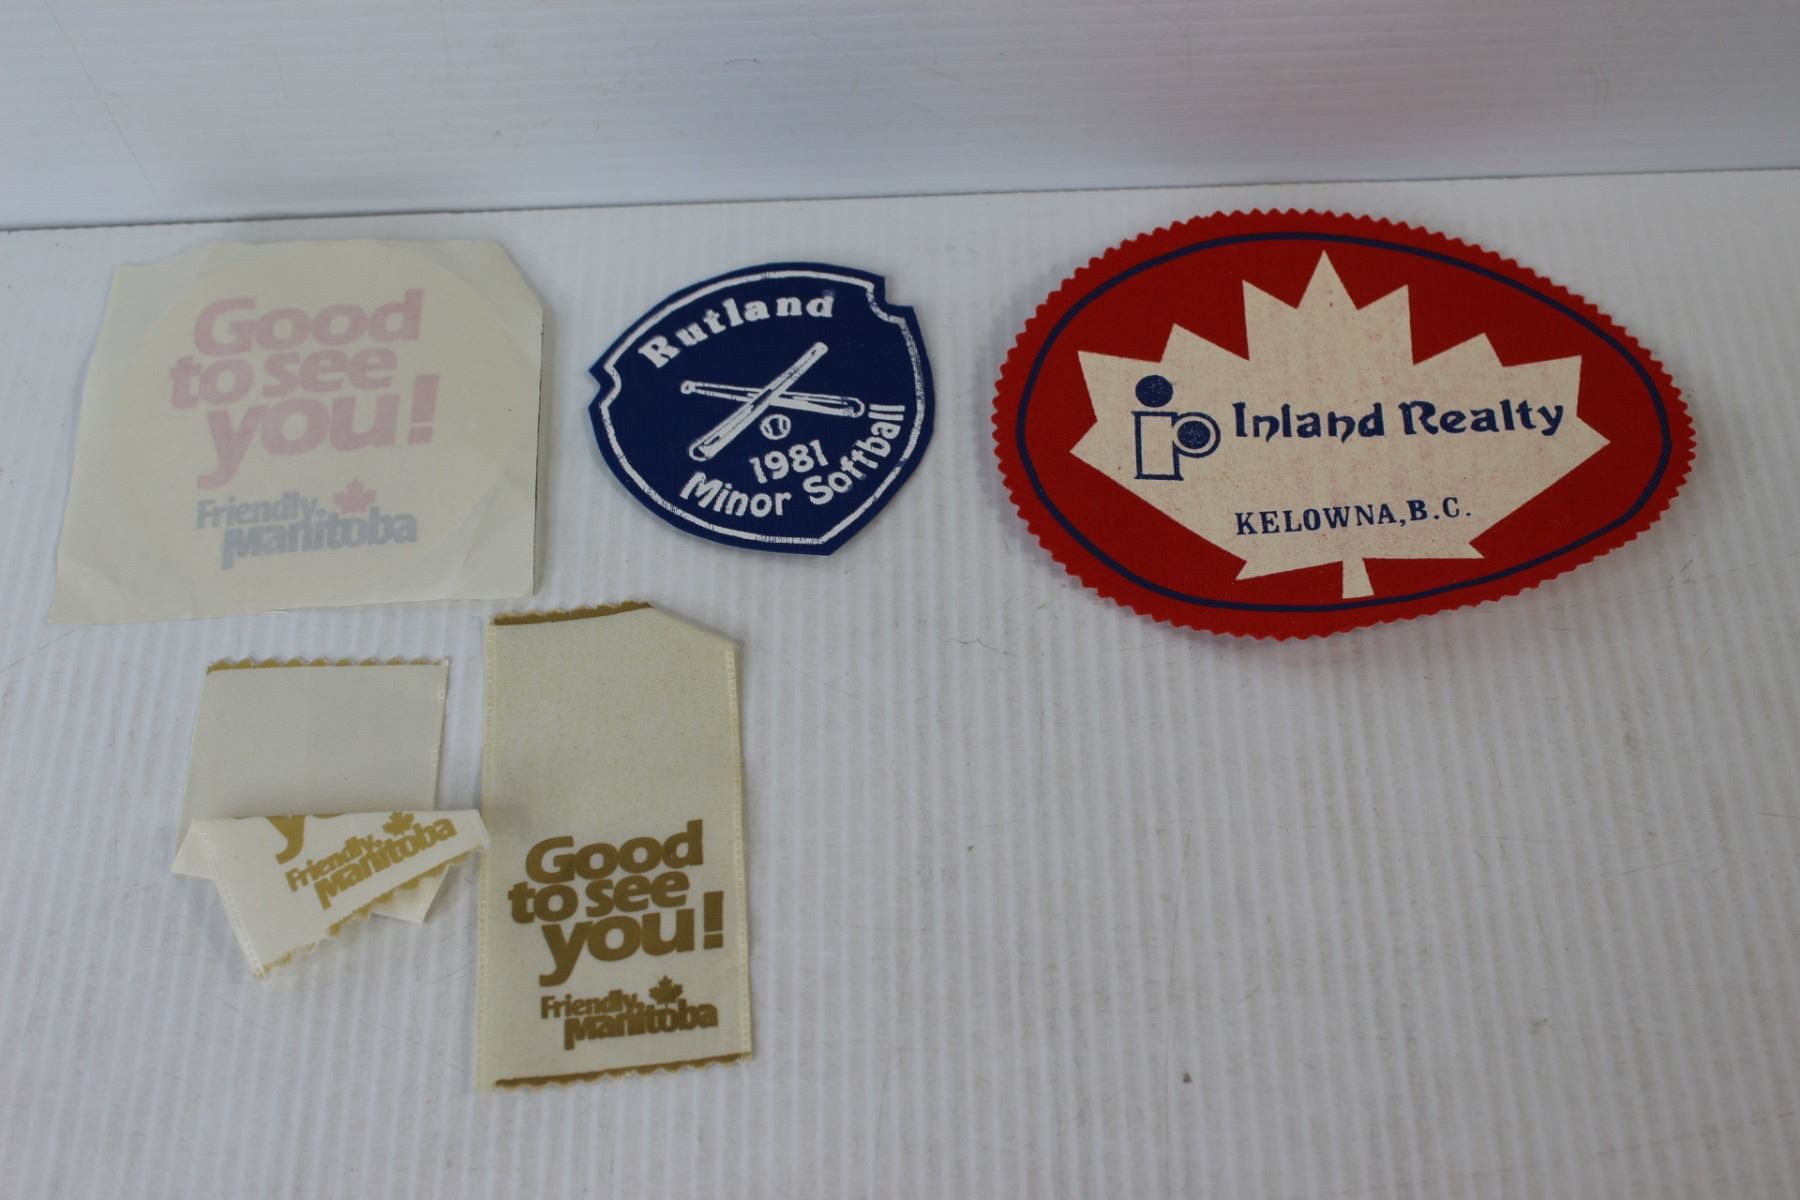 Good
to see
you!
Friendly
Manitoba
Rutland
1981
Minor Softball
ip Inland Realty
KELOWNA, B.C.
y
Friendly
Manitoba
Good
to see
you!
Friendly
Manitoba